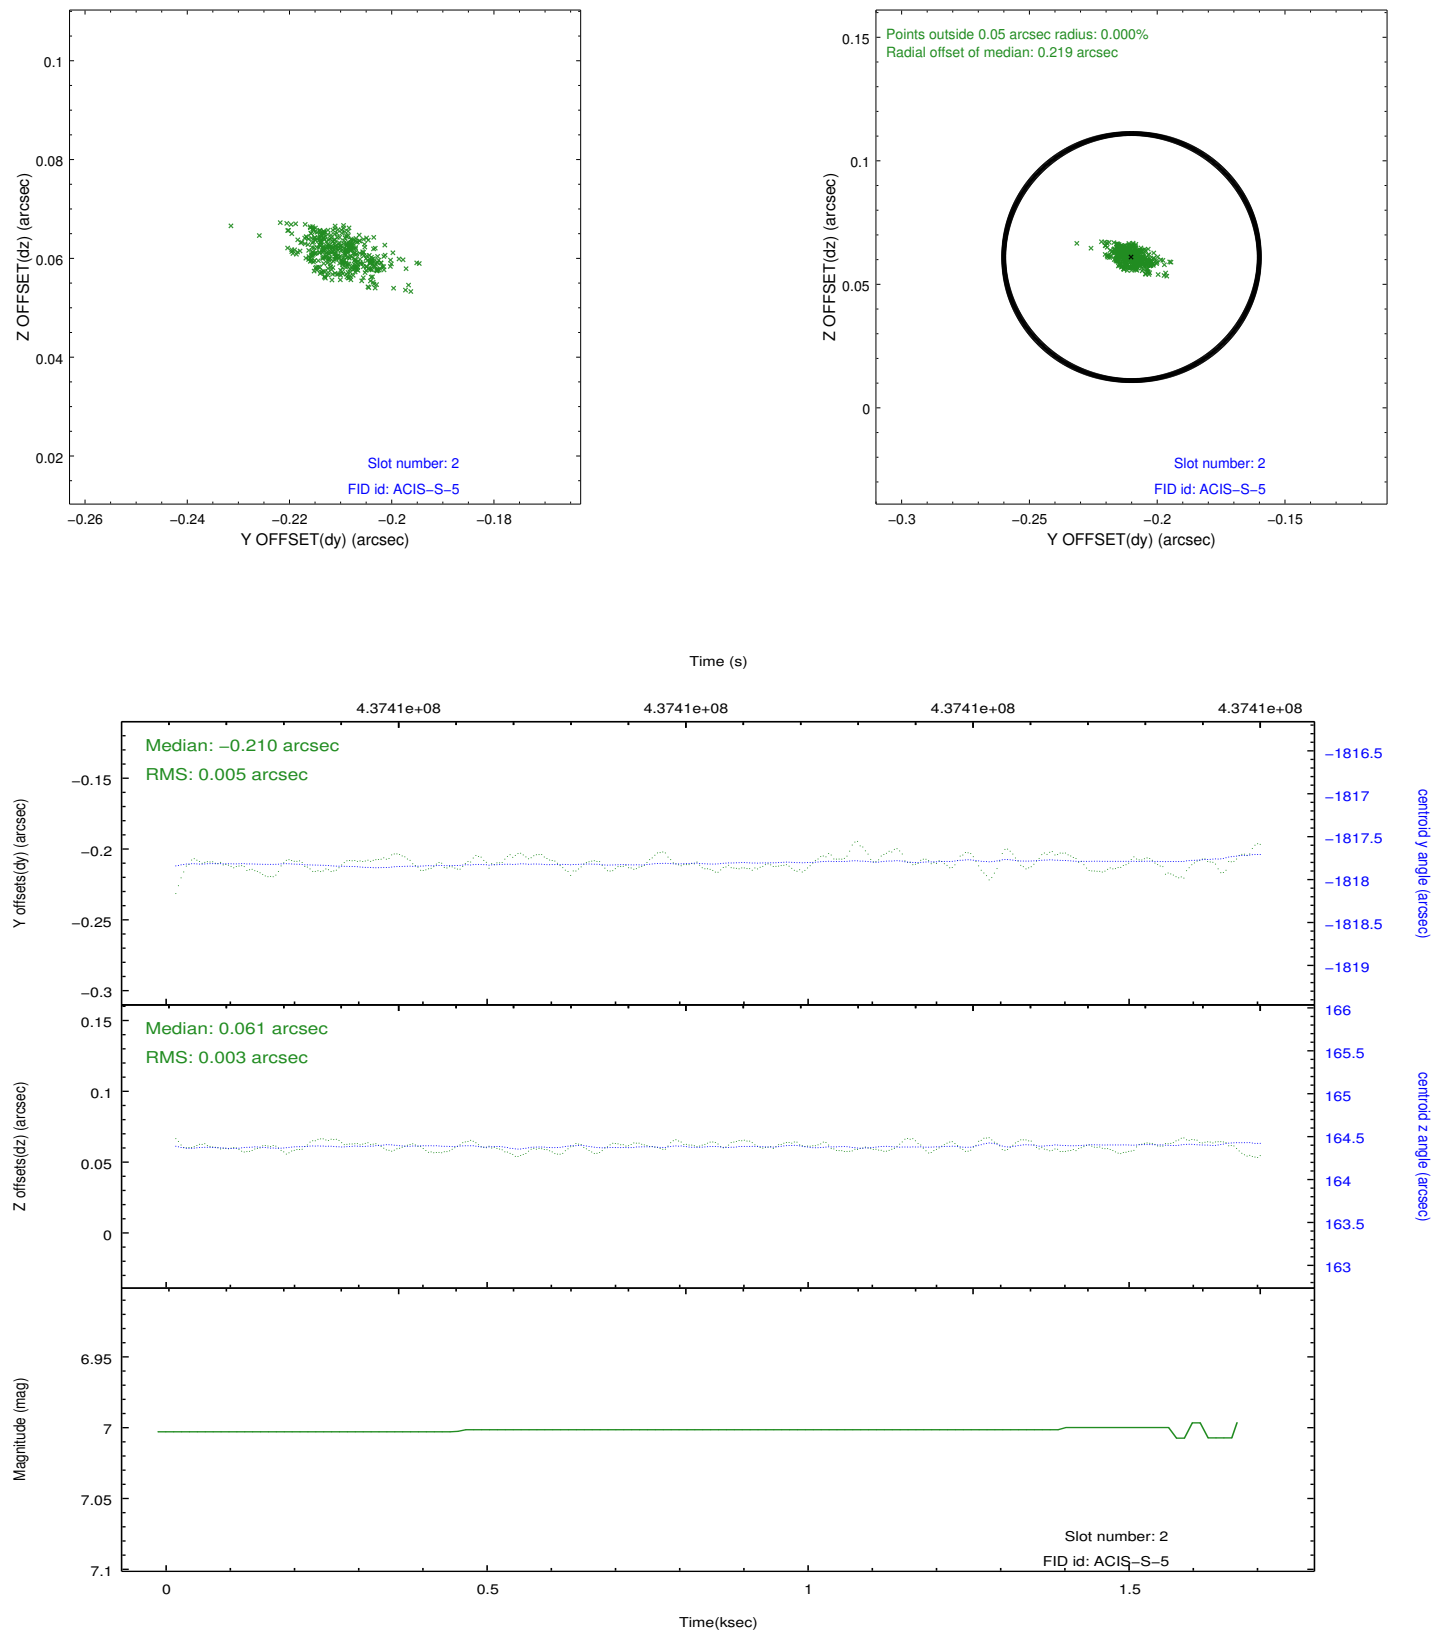 0.1
0.08
0.06
0.04
0.02
Z OFFSET(dz) (arcsec)
Slot number: 2
FID id: ACIS−S−5
−0.26
−0.24
−0.22
−0.2
−0.18
Y OFFSET(dy) (arcsec)
Points outside 0.05 arcsec radius: 0.000%
Radial offset of median: 0.219 arcsec
0.15
0.1
0.05
0
Z OFFSET(dz) (arcsec)
Slot number: 2
FID id: ACIS−S−5
−0.3
−0.25
−0.2
−0.15
Y OFFSET(dy) (arcsec)
Time (s)
4.3741e+08
4.3741e+08
4.3741e+08
4.3741e+08
Median: −0.210 arcsec
RMS: 0.005 arcsec
−0.15
−0.2
−0.25
−0.3
Y offsets(dy) (arcsec)
−1816.5
−1817
−1817.5
−1818
−1818.5
−1819
centroid y angle (arcsec)
Median: 0.061 arcsec
RMS: 0.003 arcsec
0.15
0.1
0.05
0
Z offsets(dz) (arcsec)
166
165.5
165
164.5
164
163.5
163
centroid z angle (arcsec)
6.95
7
7.05
7.1
Magnitude (mag)
Slot number: 2
FID id: ACIS−S−5
0
0.5
1
1.5
Time(ksec)